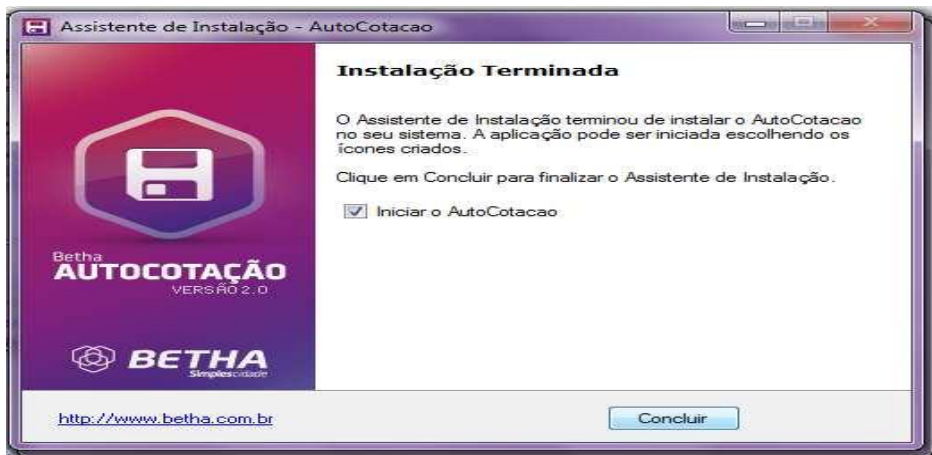 Assistente de Instalação - AutoCotacao
Instalação Terminada
O Assistente de Instalação terminou de instalar o AutoCotacao
no seu sistema. A aplicação pode ser iniciada escolhendo os
ícones criados.
Clique em Concluir para finalizar o Assistente de Instalação.
Iniciar o AutoCotacao
Betha
AUTOCOTAÇÃO
VERSÃO 2.0
BETHA
Simplescidade
http://www.betha.com.br
Concluir